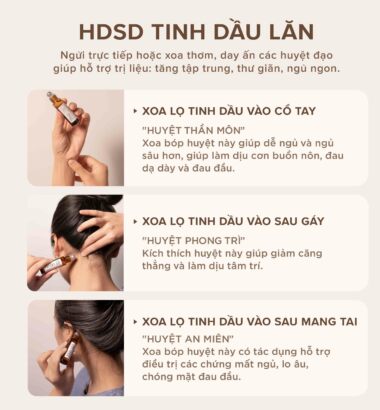 HDSD TINH DẦU LĂN
Ngửi trực tiếp hoặc xoa thơm, day ấn các huyệt đạo
giúp hỗ trợ trị liệu: tăng tập trung, thư giãn, ngủ ngon.
XOA LỌ TINH DẦU VÀO CỔ TAY
"HUYỆT THẦN MÔN"
Xoa bóp huyệt này giúp dễ ngủ và ngủ
sâu hơn, giúp làm dịu cơn buồn nôn, đau
dạ dày và đau đầu.
XOA LỌ TINH DẦU VÀO SAU GÁY
"HUYỆT PHONG TRÌ"
Kích thích huyệt này giúp giảm căng
thẳng và làm dịu tâm trí.
XOA LỌ TINH DẦU VÀO SAU MANG TAI
"HUYỆT AN MIÊN"
Xoa bóp huyệt này có tác dụng hỗ trợ
điều trị các chứng mất ngủ, lo âu,
chóng mặt đau đầu.